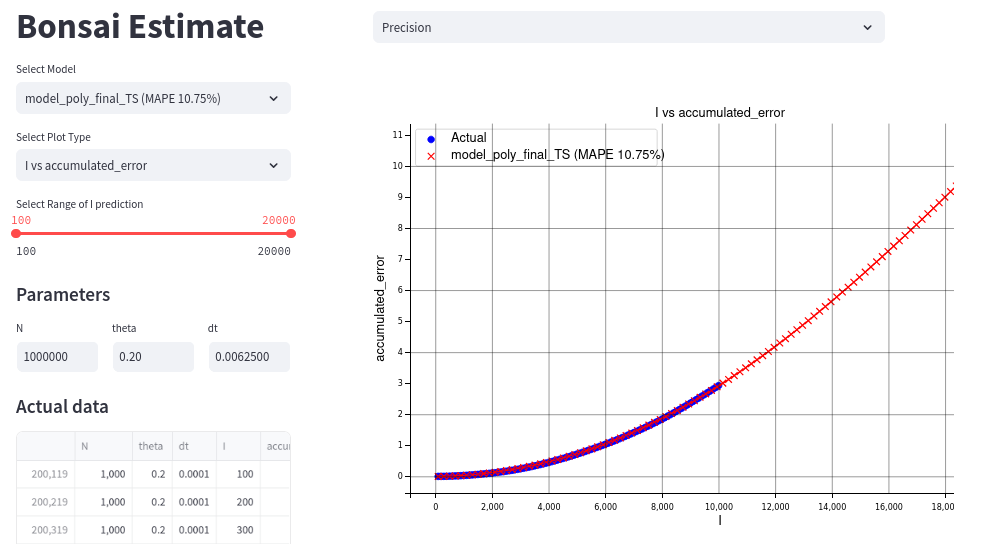 Bonsai Estimate
Select Model
model_poly_final_TS (MAPE 10.75%)
Select Plot Type
I vs accumulated_error
Select Range of I prediction
100 20000
100 20000
Parameters
N theta dt
1000000 0.20 0.0062500
Actual data
N theta dt I accu
200,119 1,000 0.2 0.0001 100
200,219 1,000 0.2 0.0001 200
200,319 1,000 0.2 0.0001 300
Precision
I vs accumulated_error
Actual
model_poly_final_TS (MAPE 10.75%)
accumulated_error
11
10
9
8
7
6
5
4
3
2
1
0
0 2,000 4,000 6,000 8,000 10,000 12,000 14,000 16,000 18,00
I